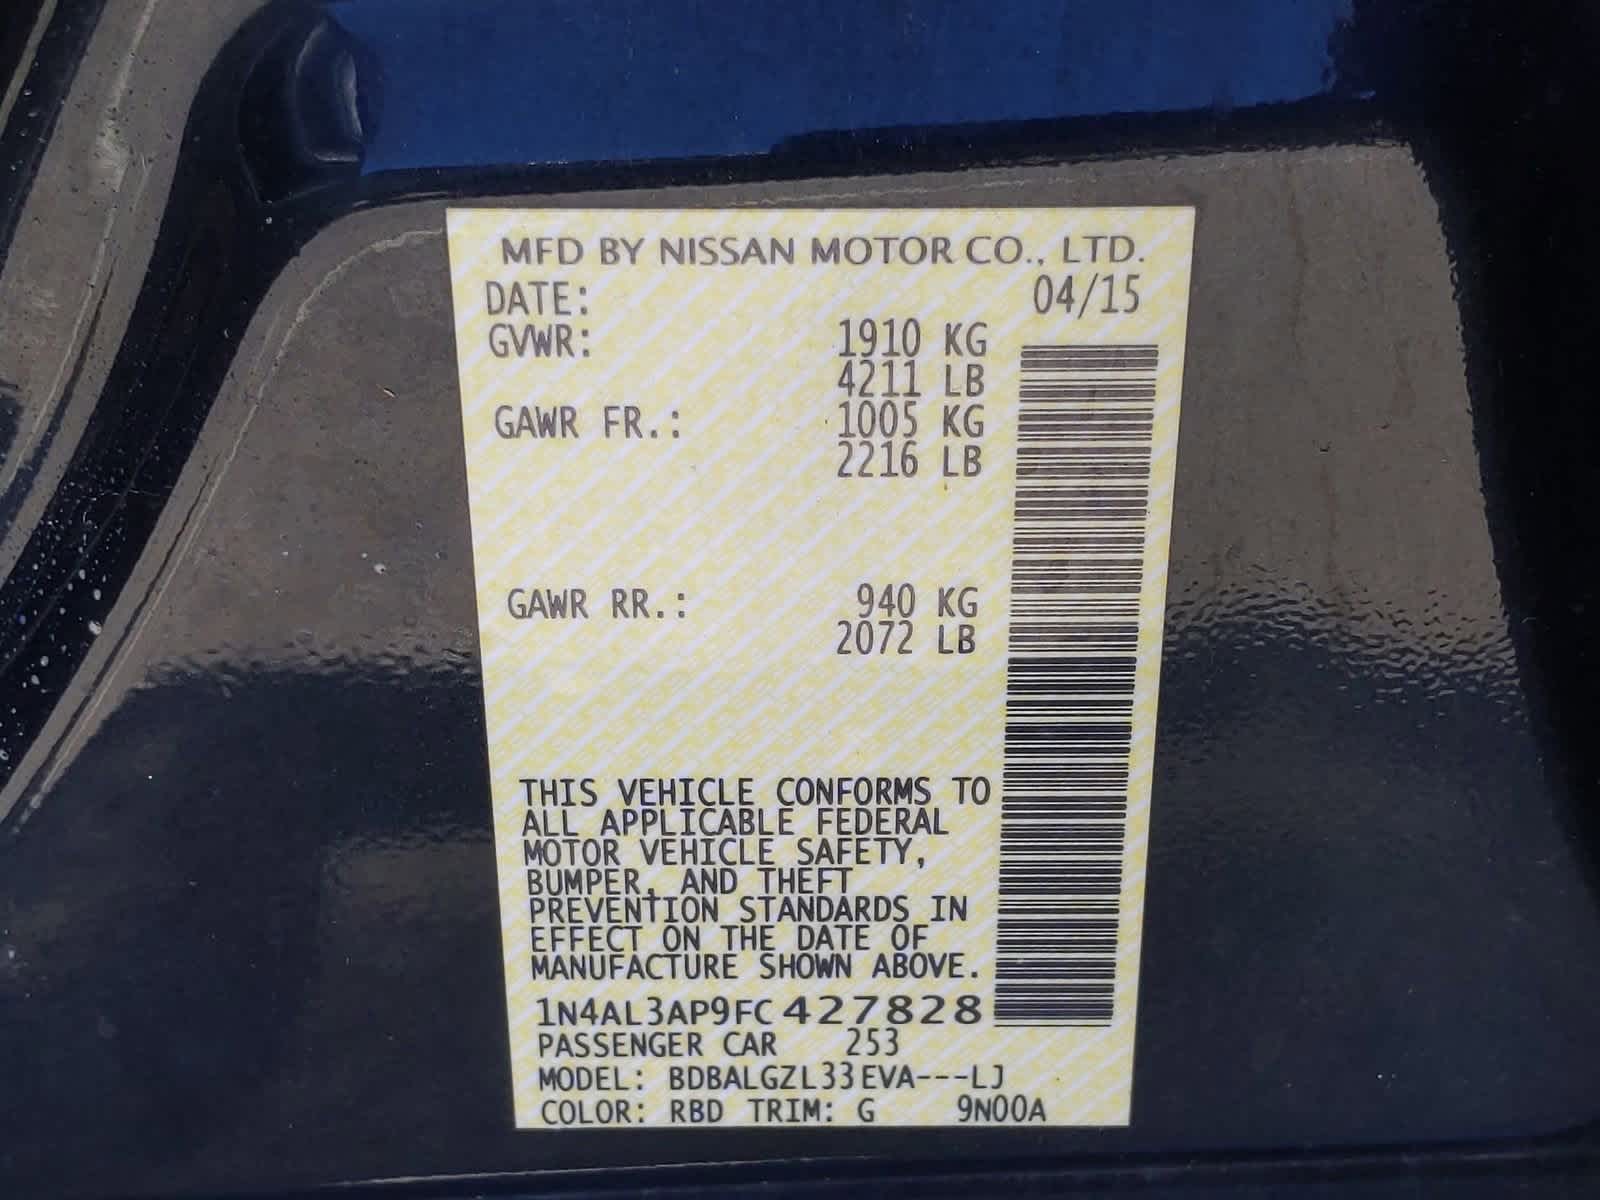 MFD BY NISSAN MOTOR CO., LTD.
DATE: 04/15
GVWR: 1910 KG
4211 LB
GAWR FR.: 1005 KG
2216 LB
GAWR RR.: 940 KG
2072 LB
THIS VEHICLE CONFORMS TO
ALL APPLICABLE FEDERAL
MOTOR VEHICLE SAFETY,
BUMPER, AND THEFT
PREVENTION STANDARDS IN
EFFECT ON THE DATE OF
MANUFACTURE SHOWN ABOVE.
1N4AL3AP9FC427828
PASSENGER CAR 253
MODEL: BDBALGZL33EVA---LJ
COLOR: RBD TRIM: G 9N00A